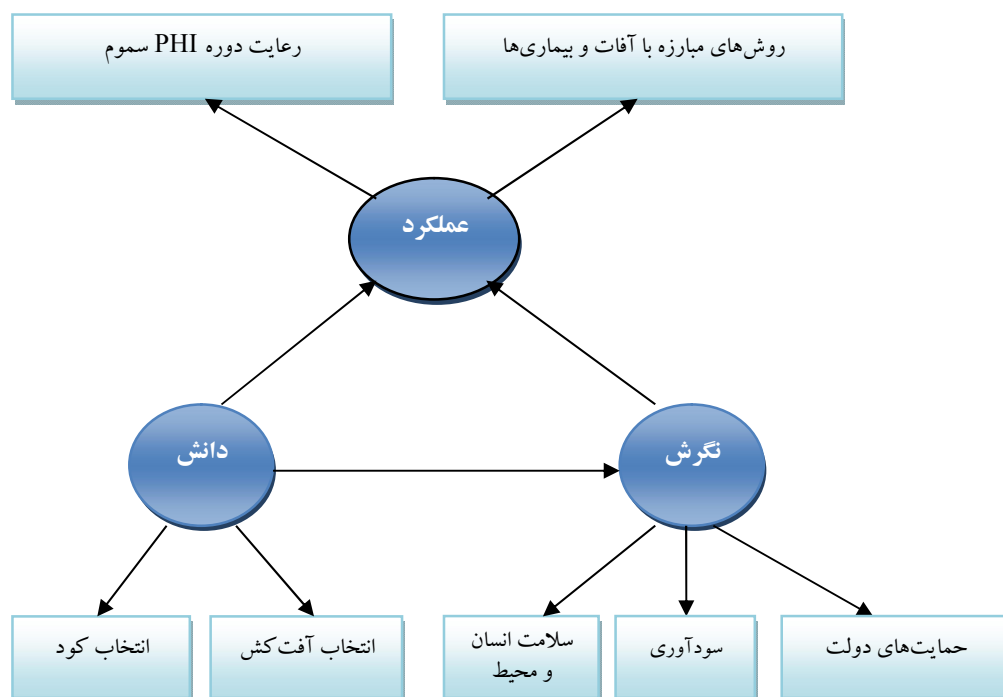 روش‌های مبارزه با آفات و بیماری‌ها
رعایت دوره PHI سموم
عملکرد
نگرش
دانش
حمایت‌های دولت
سودآوری
سلامت انسان
و محیط
انتخاب آفت‌کش
انتخاب کود